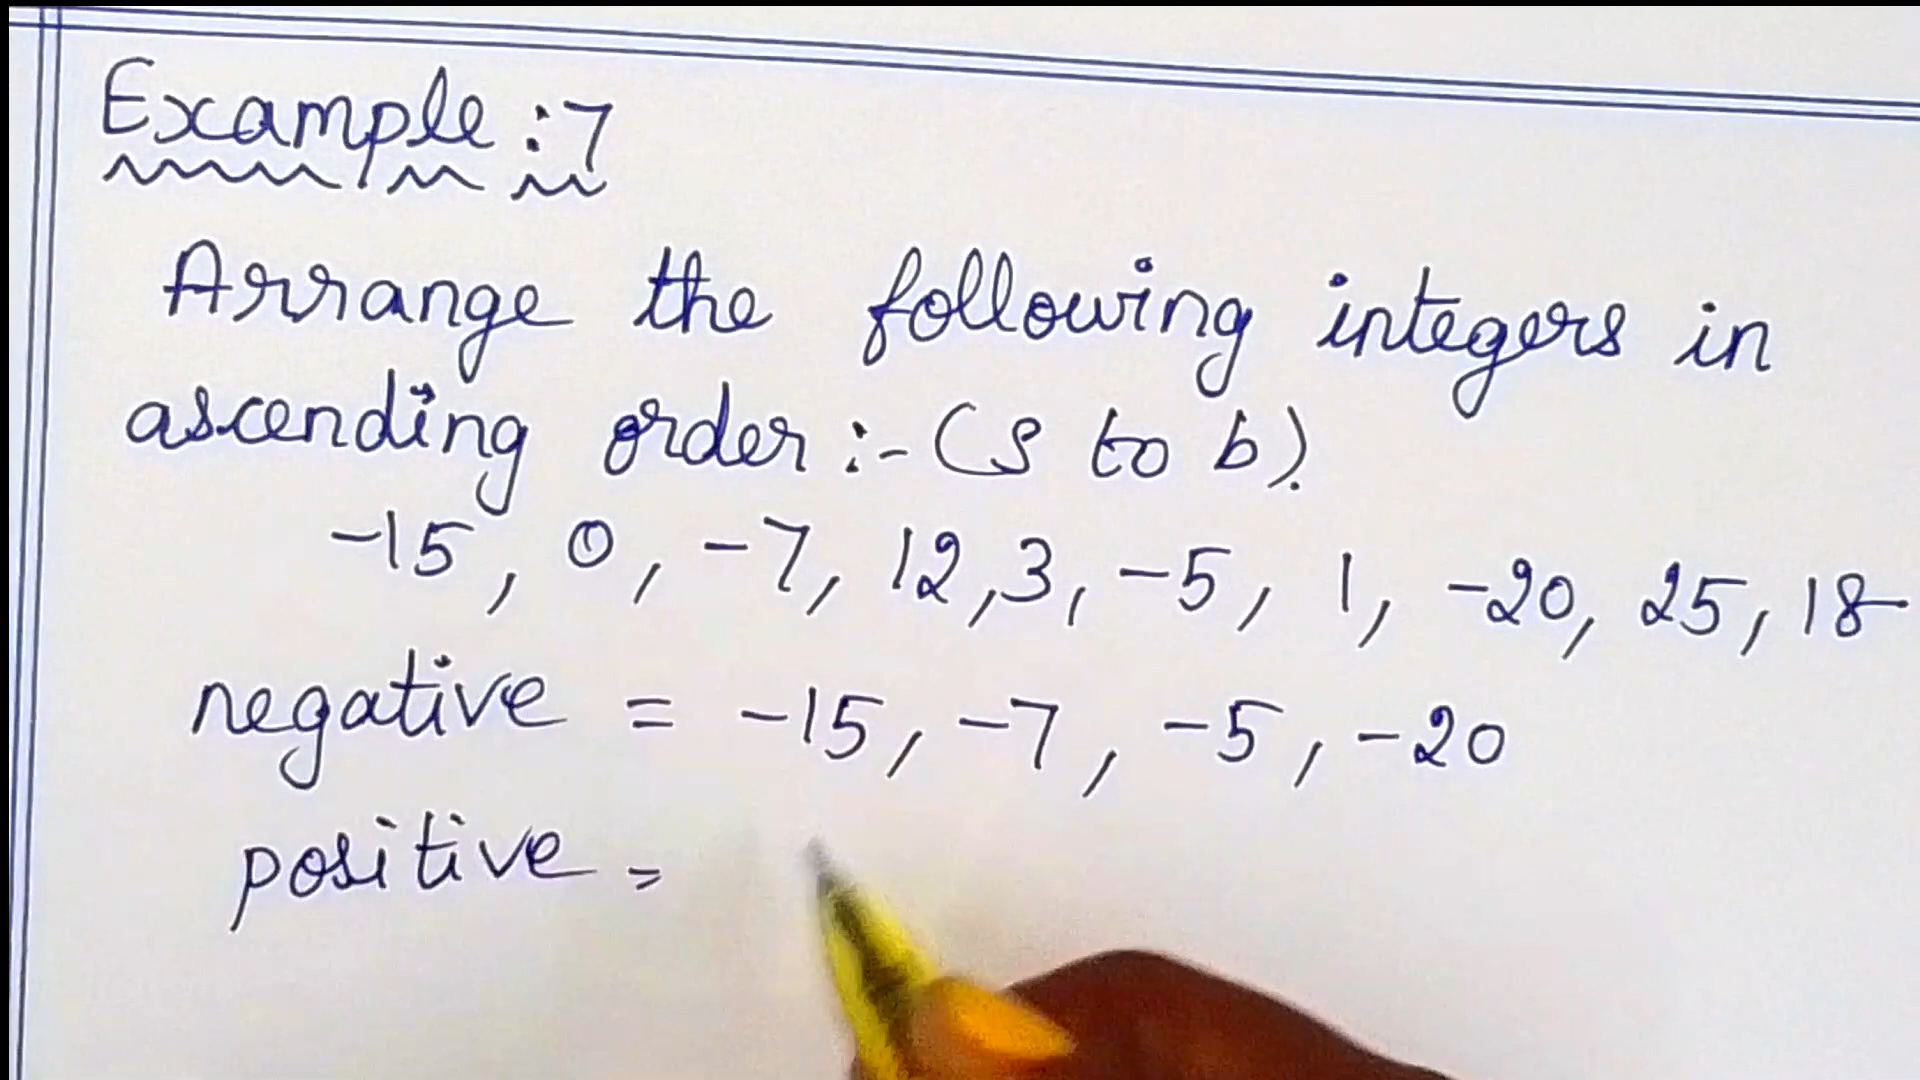 Example :7
Arrange the following integers in
ascending order :- (s to b).
-15, 0, -7, 12, 3, -5, 1, -20, 25, 18
negative = -15, -7, -5, -20
positive =